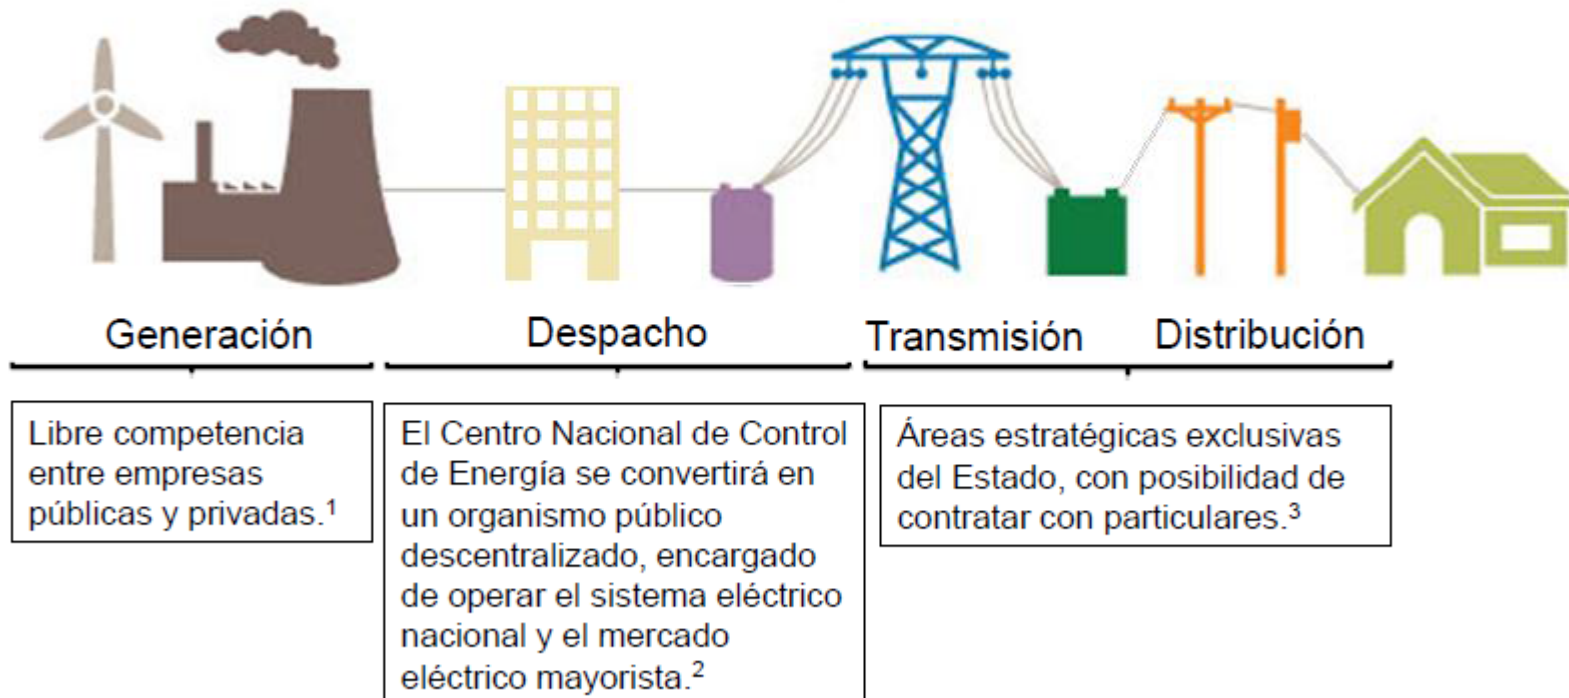 Generación
Despacho
Transmisión
Distribución
Libre competencia
entre empresas
públicas y privadas.¹
El Centro Nacional de Control
de Energía se convertirá en
un organismo público
descentralizado, encargado
de operar el sistema eléctrico
nacional y el mercado
eléctrico mayorista.²
Áreas estratégicas exclusivas
del Estado, con posibilidad de
contratar con particulares.³